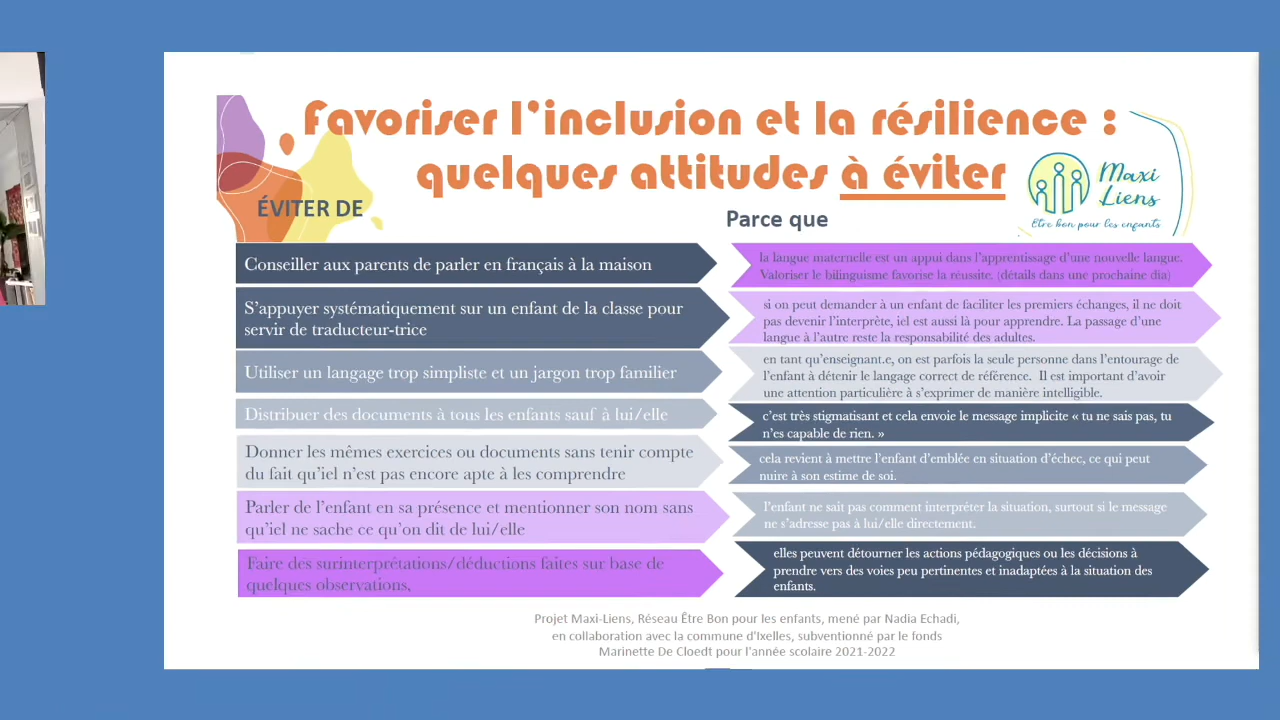 Favoriser l'inclusion et la résilience :
quelques attitudes à éviter
Maxi
Liens
Etre bon pour les enfants
ÉVITER DE
Parce que
Conseiller aux parents de parler en français à la maison
la langue maternelle est un appui dans l'apprentissage d'une nouvelle langue.
Valoriser le bilinguisme favorise la réussite. (détails dans une prochaine dia)
S'appuyer systématiquement sur un enfant de la classe pour
servir de traducteur-trice
si on peut demander à un enfant de faciliter les premiers échanges, il ne doit
pas devenir l'interprète, iel est aussi là pour apprendre. La passage d'une
langue à l'autre reste la responsabilité des adultes.
Utiliser un langage trop simpliste et un jargon trop familier
en tant qu'enseignant.e, on est parfois la seule personne dans l'entourage de
l'enfant à détenir le langage correct de référence. Il est important d'avoir
une attention particulière à s'exprimer de manière intelligible.
Distribuer des documents à tous les enfants sauf à lui/elle
c'est très stigmatisant et cela envoie le message implicite « tu ne sais pas, tu
n'es capable de rien. »
Donner les mêmes exercices ou documents sans tenir compte
du fait qu'iel n'est pas encore apte à les comprendre
cela revient à mettre l'enfant d'emblée en situation d'échec, ce qui peut
nuire à son estime de soi.
Parler de l'enfant en sa présence et mentionner son nom sans
qu'iel ne sache ce qu'on dit de lui/elle
l'enfant ne sait pas comment interpréter la situation, surtout si le message
ne s'adresse pas à lui/elle directement.
Faire des surinterprétations/déductions faites sur base de
quelques observations,
elles peuvent détourner les actions pédagogiques ou les décisions à
prendre vers des voies peu pertinentes et inadaptées à la situation des
enfants.
Projet Maxi-Liens, Réseau Être Bon pour les enfants, mené par Nadia Echadi,
en collaboration avec la commune d'Ixelles, subventionné par le fonds
Marinette De Cloedt pour l'année scolaire 2021-2022